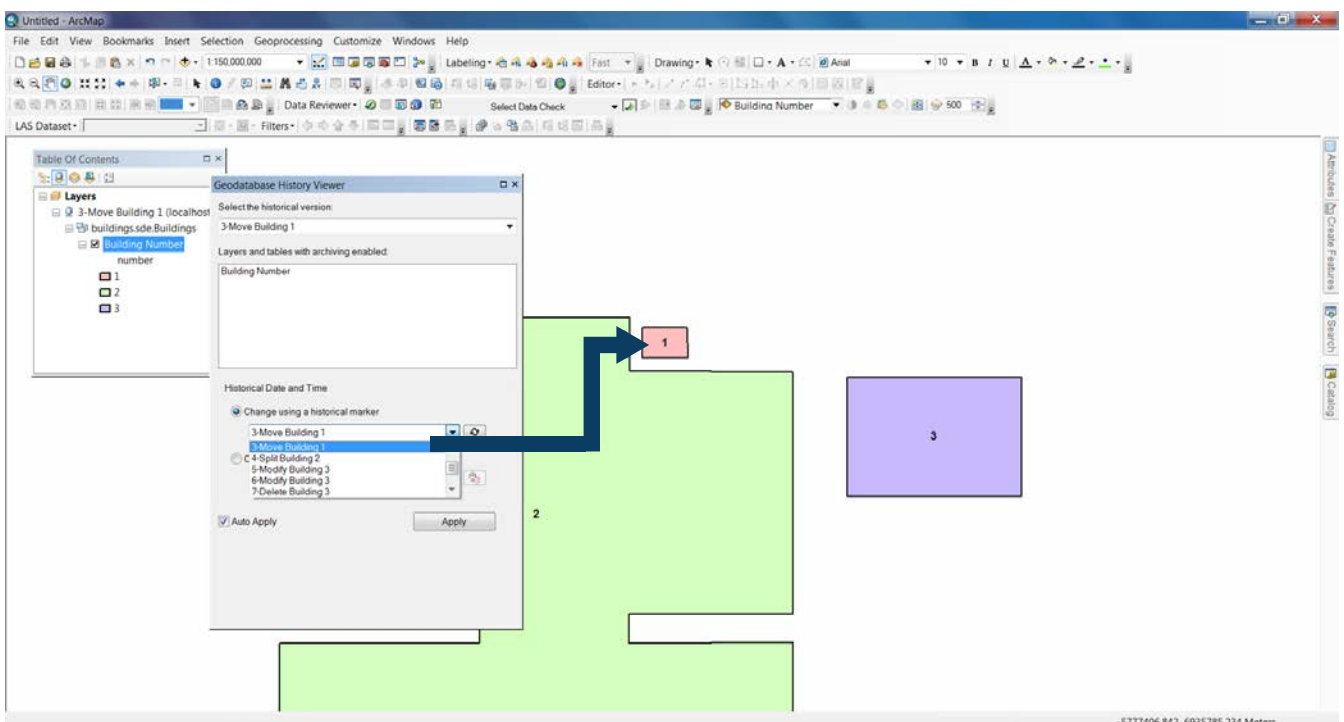 Untitled - ArcMap
File Edit View Bookmarks Insert Selection Geoprocessing Customize Windows Help
1:150,000,000 Labeling Fast Drawing A Arial 10 B I U A
Editor
Data Reviewer Select Data Check Building Number 500
LAS Dataset Filters
Table Of Contents
Layers
3-Move Building 1 (localhost
buildings.sde.Buildings
Building Number
number
1
2
3
Geodatabase History Viewer
Select the historical version:
3-Move Building 1
Layers and tables with archiving enabled:
Building Number
Historical Date and Time
Change using a historical marker
3-Move Building 1
3-Move Building 1
C 4-Split Building 2
5-Modify Building 3
6-Modify Building 3
7-Delete Building 3
Auto Apply Apply
1
2
3
Attributes
Create Features
Search
Catalog
-5777406.842 6935785.234 Meters